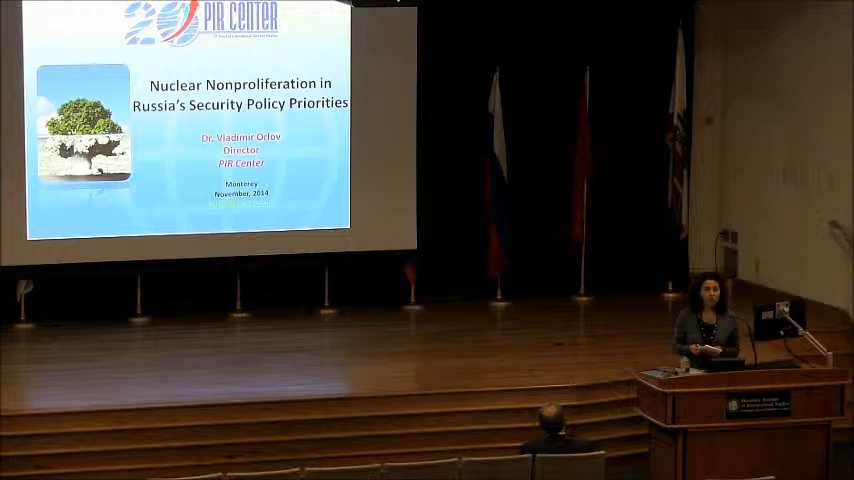 20 PIR CENTER
Nuclear Nonproliferation in
Russia's Security Policy Priorities
Dr. Vladimir Orlov
Director
PIR Center
Monterey
November, 2014